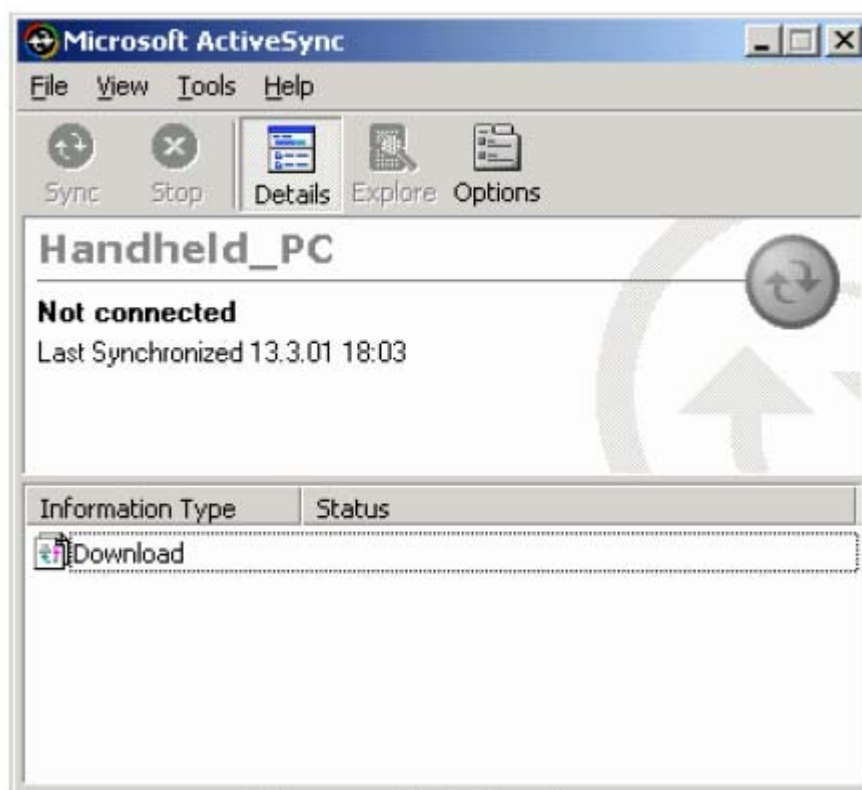 Microsoft ActiveSync
File View Tools Help
Sync Stop Details Explore Options
Handheld_PC
Not connected
Last Synchronized 13.3.01 18:03
Information Type Status
Download